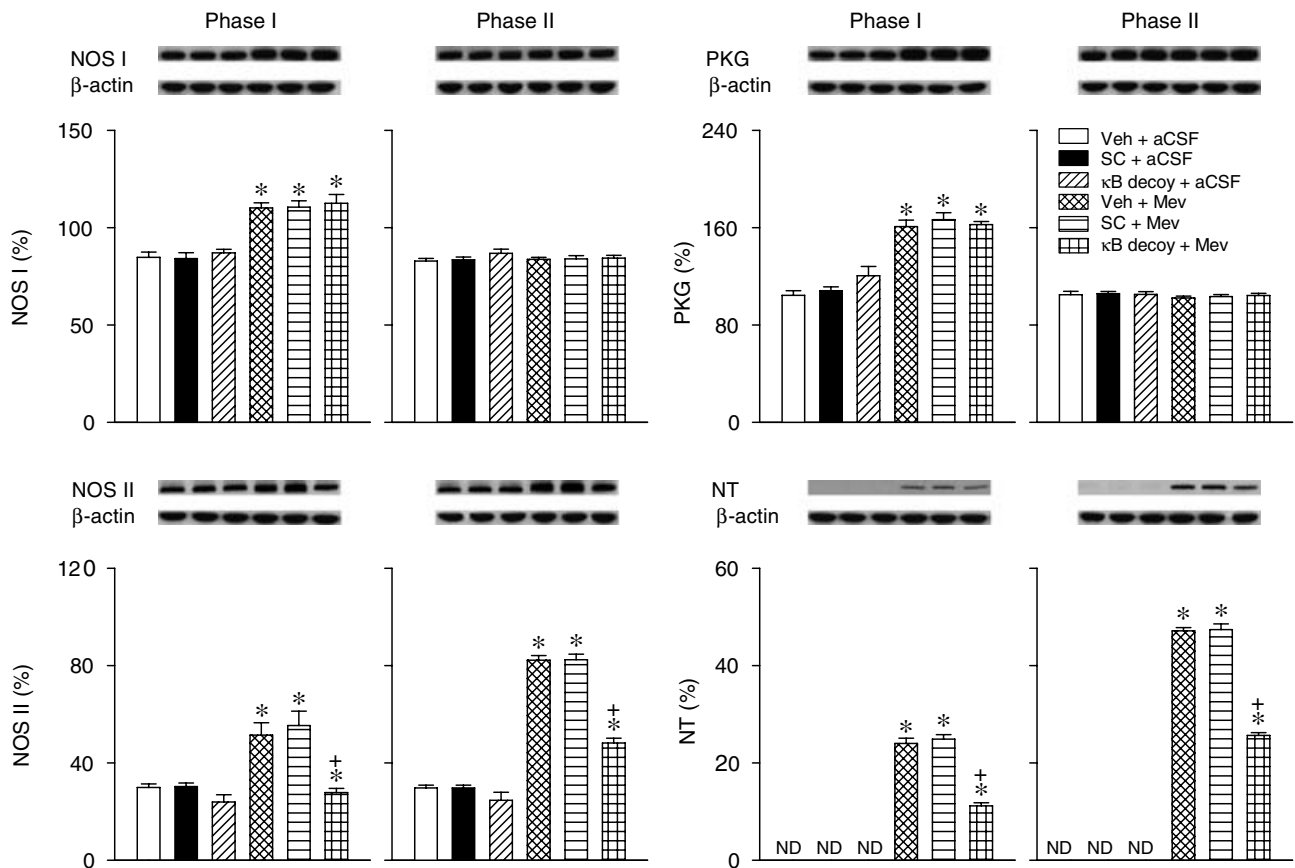 Phase I
Phase II
Phase I
Phase II
NOS I
β-actin
PKG
β-actin
150
100
50
0
NOS I (%)
* * *
240
160
80
0
PKG (%)
* * *
Veh + aCSF
SC + aCSF
κB decoy + aCSF
Veh + Mev
SC + Mev
κB decoy + Mev
NOS II
β-actin
NT
β-actin
120
80
40
0
NOS II (%)
* *
+
*
* *
+
*
60
40
20
0
NT (%)
* *
+
*
ND ND ND
* *
+
*
ND ND ND